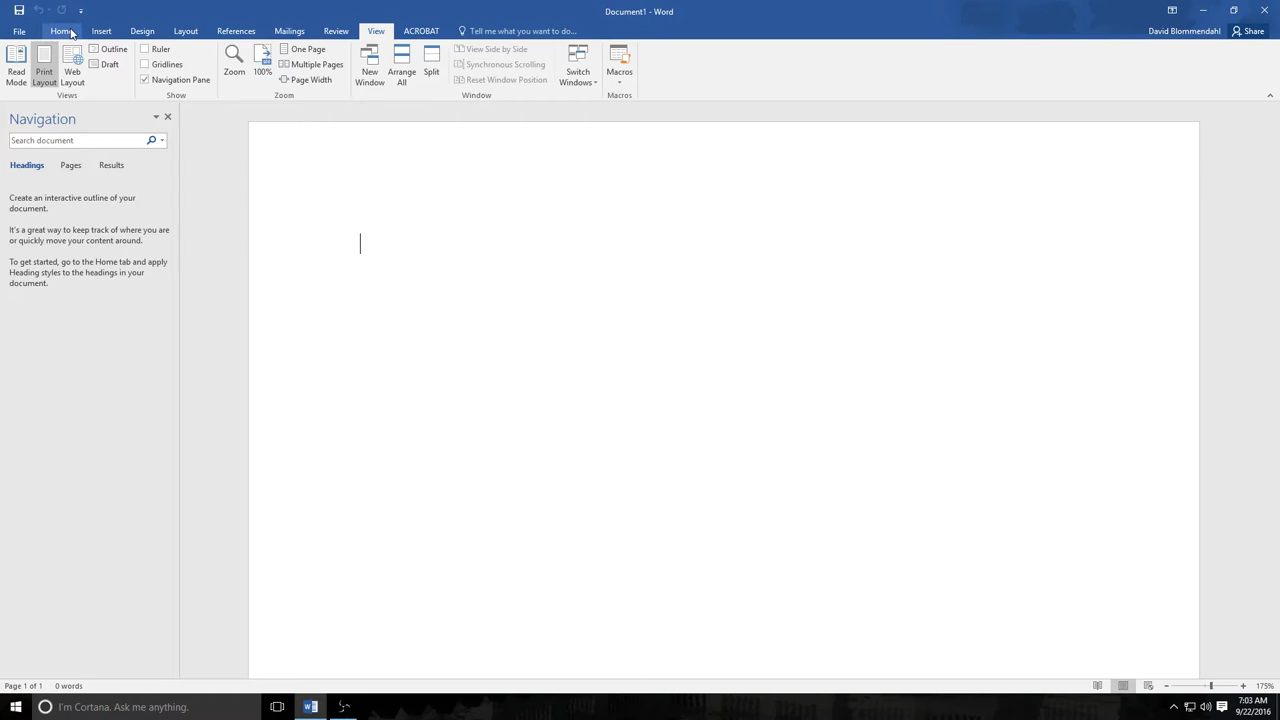 Document1 - Word
File Home Insert Design Layout References Mailings Review View ACROBAT Tell me what you want to do... David Blommendahl Share
Read Mode
Print Layout
Web Layout
Outline
Draft
Views
Ruler
Gridlines
Navigation Pane
Show
Zoom
100%
One Page
Multiple Pages
Page Width
Zoom
New Window
Arrange All
Split
View Side by Side
Synchronous Scrolling
Reset Window Position
Window
Switch Windows
Macros
Macros
Navigation
Search document
Headings Pages Results
Create an interactive outline of your
document.
It's a great way to keep track of where you are
or quickly move your content around.
To get started, go to the Home tab and apply
Heading styles to the headings in your
document.
Page 1 of 1 0 words 175%
I'm Cortana. Ask me anything.
7:03 AM
9/22/2016